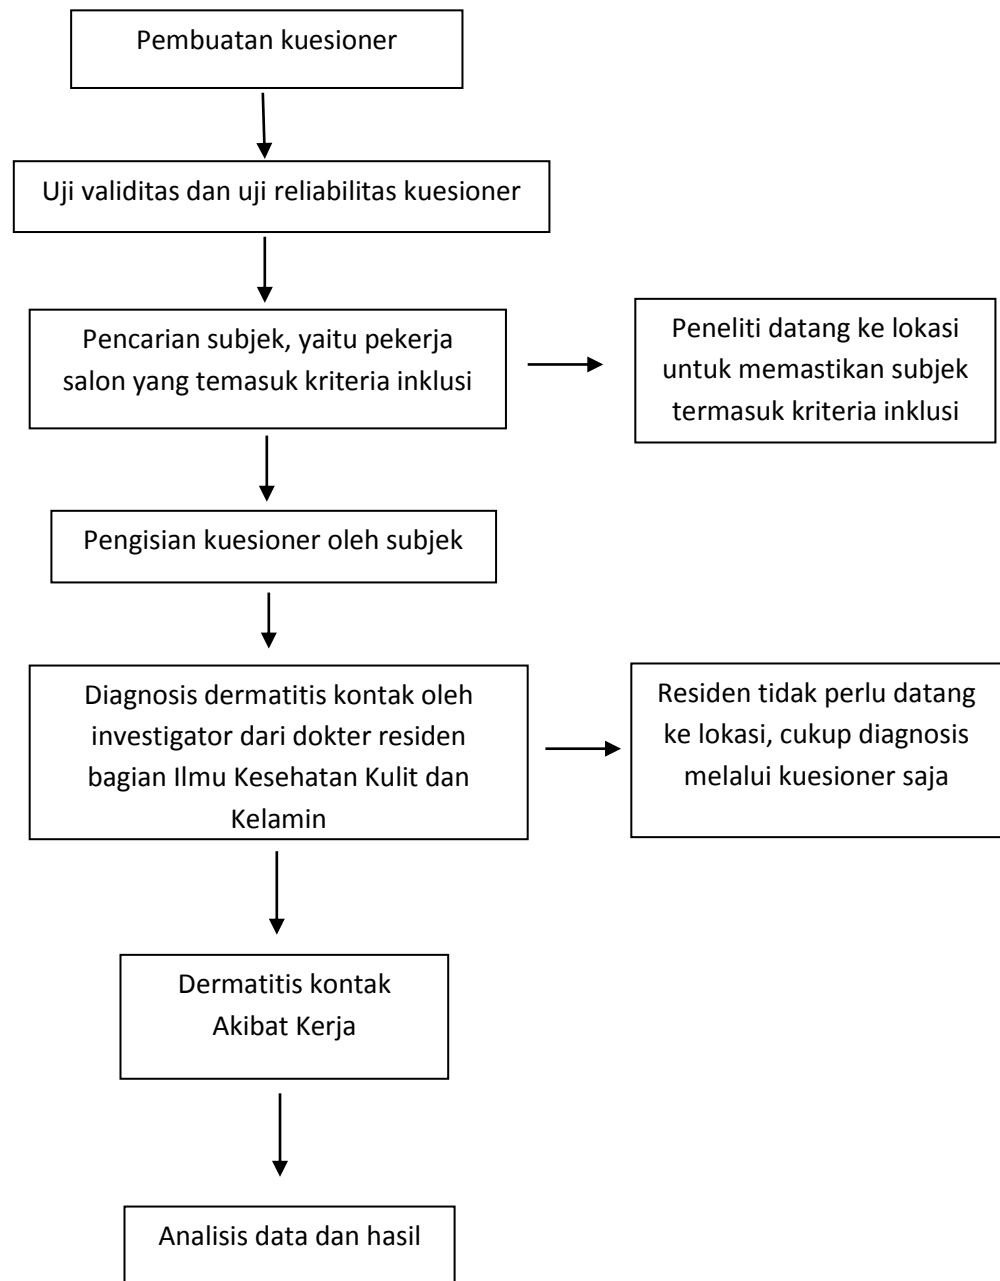 Pembuatan kuesioner
Uji validitas dan uji reliabilitas kuesioner
Pencarian subjek, yaitu pekerja
salon yang temasuk kriteria inklusi
Peneliti datang ke lokasi
untuk memastikan subjek
termasuk kriteria inklusi
Pengisian kuesioner oleh subjek
Diagnosis dermatitis kontak oleh
investigator dari dokter residen
bagian Ilmu Kesehatan Kulit dan
Kelamin
Residen tidak perlu datang
ke lokasi, cukup diagnosis
melalui kuesioner saja
Dermatitis kontak
Akibat Kerja
Analisis data dan hasil